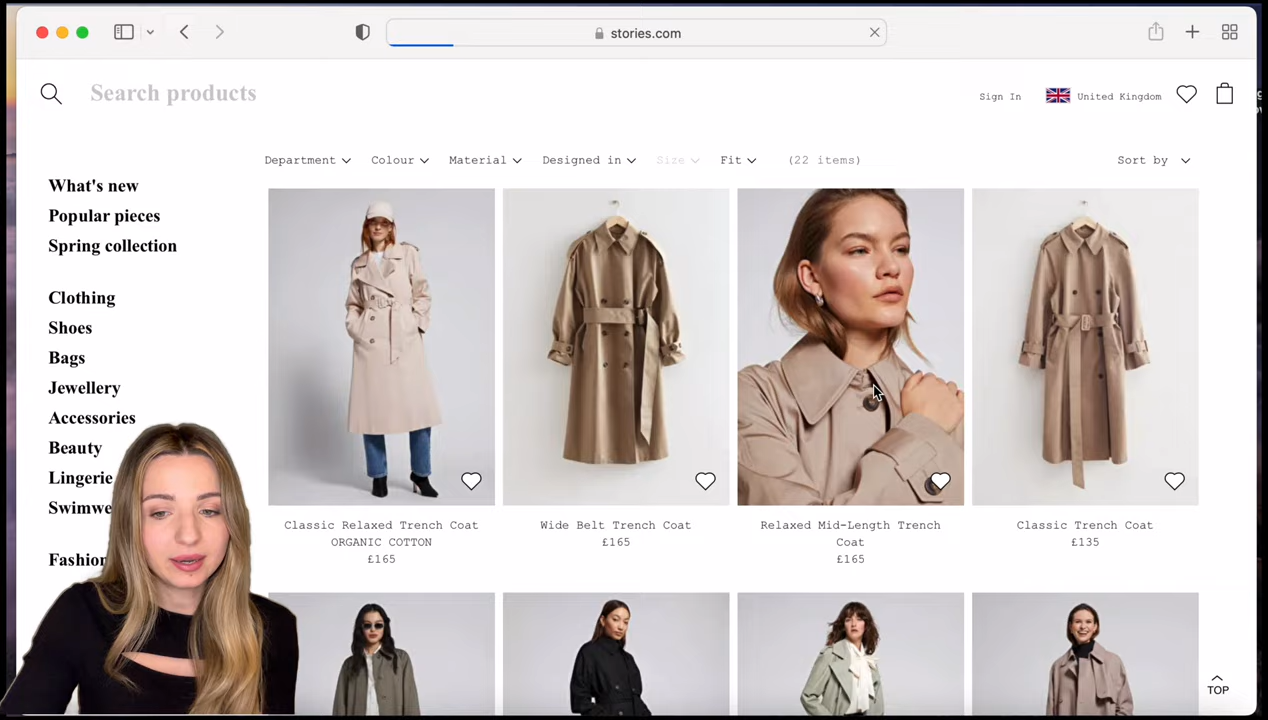 stories.com
Search products
Sign In
United Kingdom
Department
Colour
Material
Designed in
Size
Fit
(22 items)
Sort by
What's new
Popular pieces
Spring collection
Clothing
Shoes
Bags
Jewellery
Accessories
Beauty
Lingerie
Swimwe
Fashion
Classic Relaxed Trench Coat
ORGANIC COTTON
£165
Wide Belt Trench Coat
£165
Relaxed Mid-Length Trench
Coat
£165
Classic Trench Coat
£135
TOP